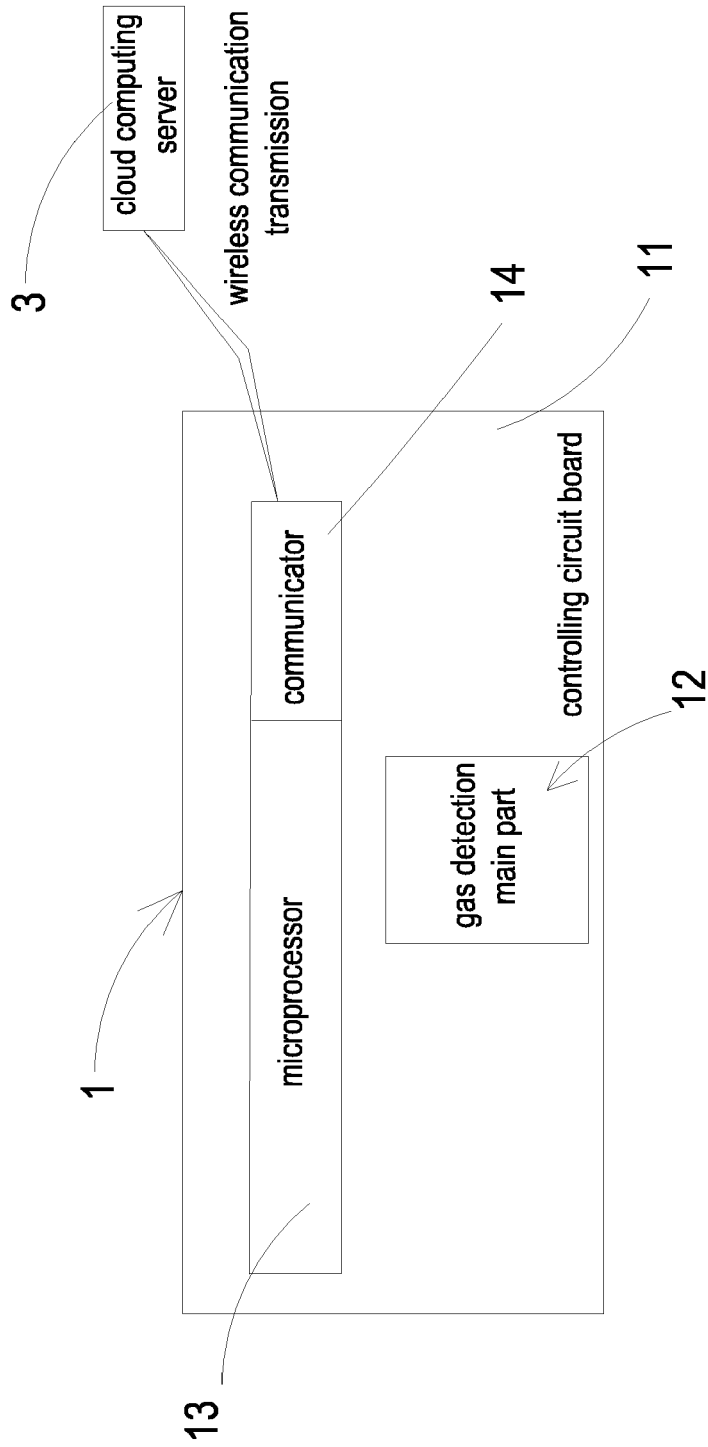 3
cloud computing
server
wireless communication
transmission
14
11
1
microprocessor
communicator
gas detection
main part
controlling circuit board
13
12